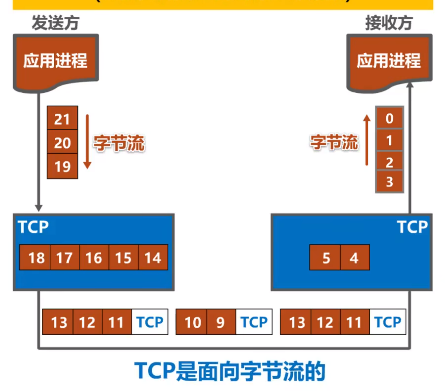 发送方
接收方
应用进程
应用进程
21
20
19
字节流
字节流
0
1
2
3
TCP
TCP
18 17 16 15 14
5 4
13 12 11 TCP
10 9 TCP
13 12 11 TCP
TCP是面向字节流的